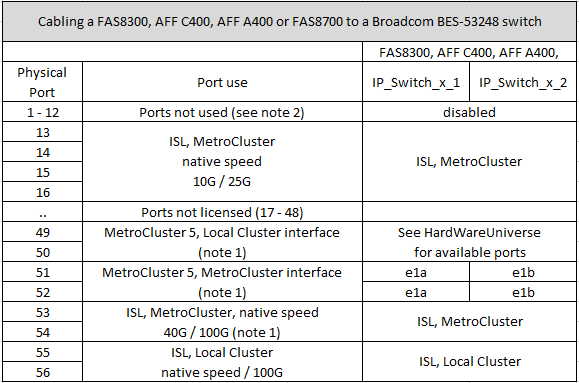 Cabling a FAS8300, AFF C400, AFF A400 or FAS8700 to a Broadcom BES-53248 switch
FAS8300, AFF C400, AFF A400,
Physical
Port
Port use
IP_Switch_x_1
IP_Switch_x_2
1 - 12
Ports not used (see note 2)
disabled
13
14
15
16
ISL, MetroCluster
native speed
10G / 25G
ISL, MetroCluster
..
Ports not licensed (17 - 48)
49
50
MetroCluster 5, Local Cluster interface
(note 1)
See HardWareUniverse
for available ports
51
52
MetroCluster 5, MetroCluster interface
(note 1)
e1a
e1b
e1a
e1b
53
54
ISL, MetroCluster, native speed
40G / 100G (note 1)
ISL, MetroCluster
55
56
ISL, Local Cluster
native speed / 100G
ISL, Local Cluster